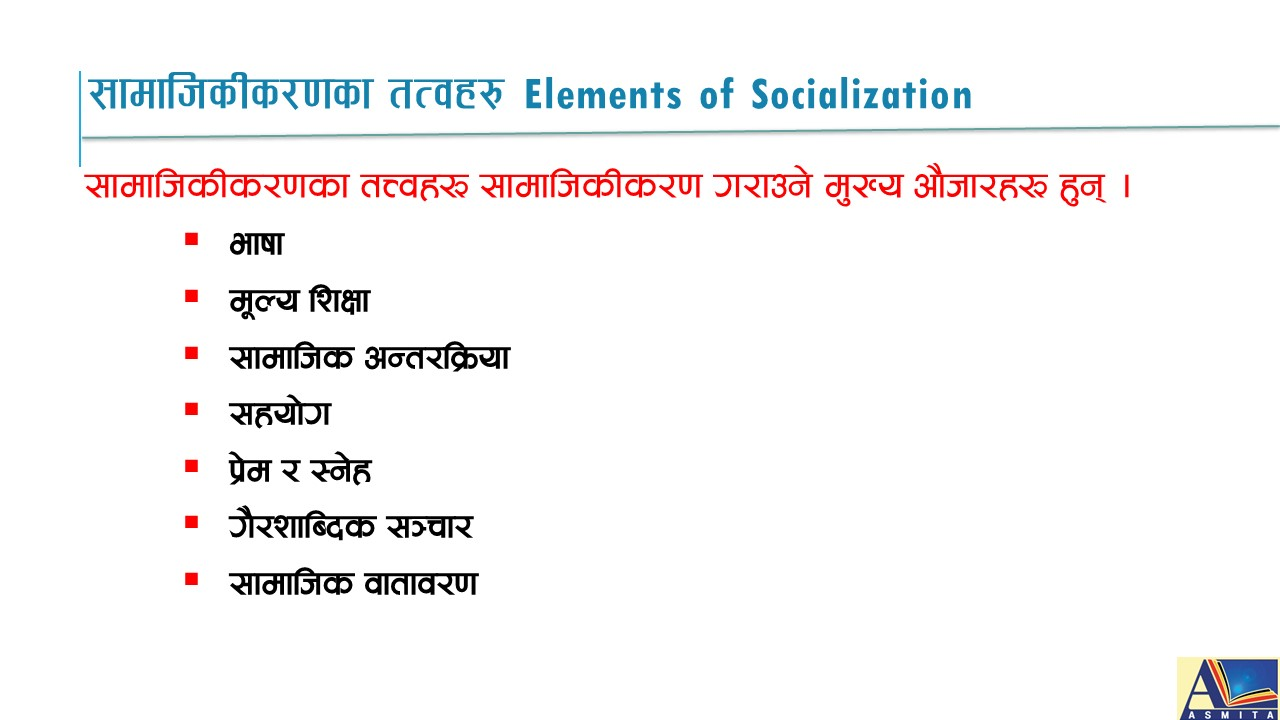 सामाजिकीकरणका तत्वहरु Elements of Socialization
सामाजिकीकरणका तत्त्वहरू सामाजिकीकरण गराउने मुख्य औजारहरू हुन् ।
▪ भाषा
▪ मूल्य शिक्षा
▪ सामाजिक अन्तरक्रिया
▪ सहयोग
▪ प्रेम र स्नेह
▪ गैरशाब्दिक सञ्चार
▪ सामाजिक वातावरण
ASMITA